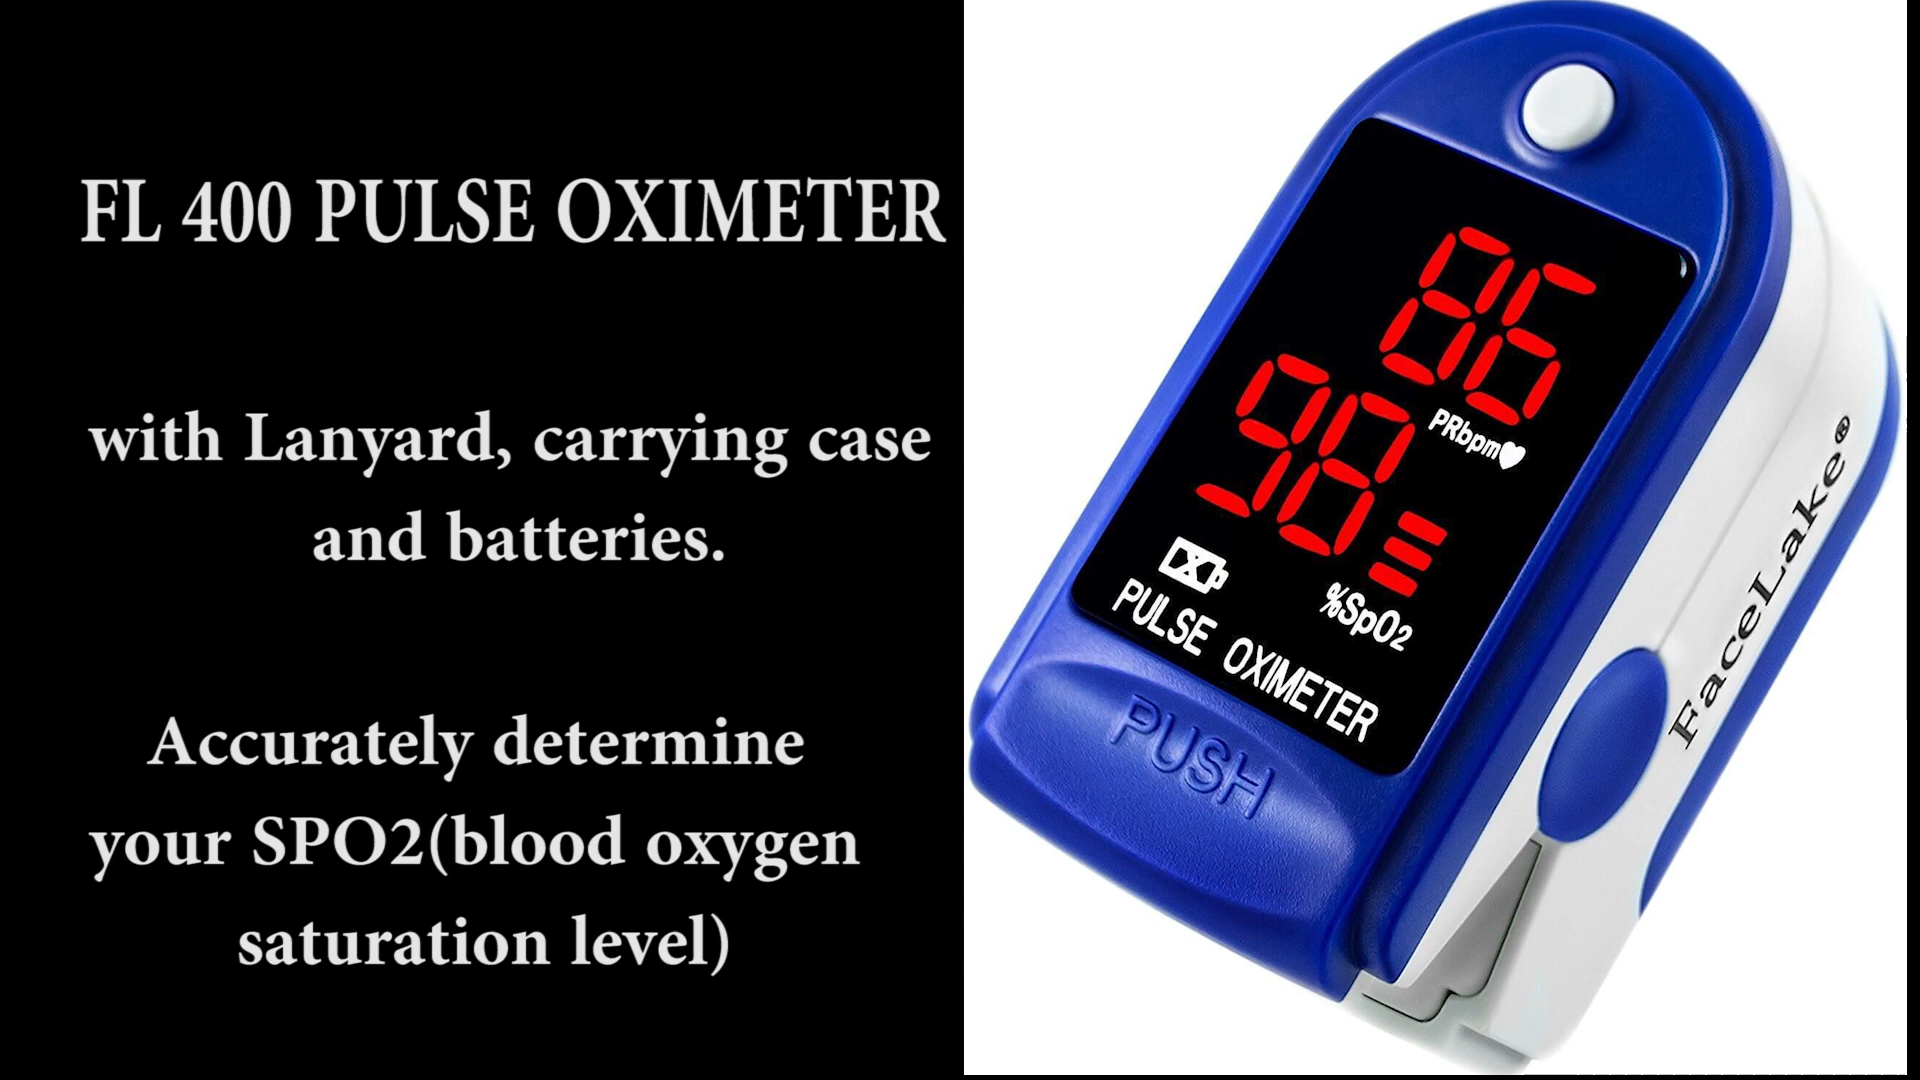 FL 400 PULSE OXIMETER
with Lanyard, carrying case
and batteries.
Accurately determine
your SPO2(blood oxygen
saturation level)
86
PRbpm
98
%SpO2
PULSE OXIMETER
PUSH
FaceLake®